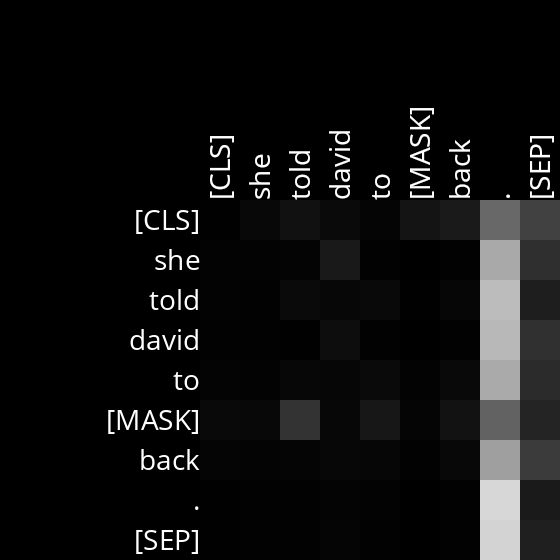 [CLS] she told david to [MASK] back . [SEP]
[CLS]
she
told
david
to
[MASK]
back
.
[SEP]